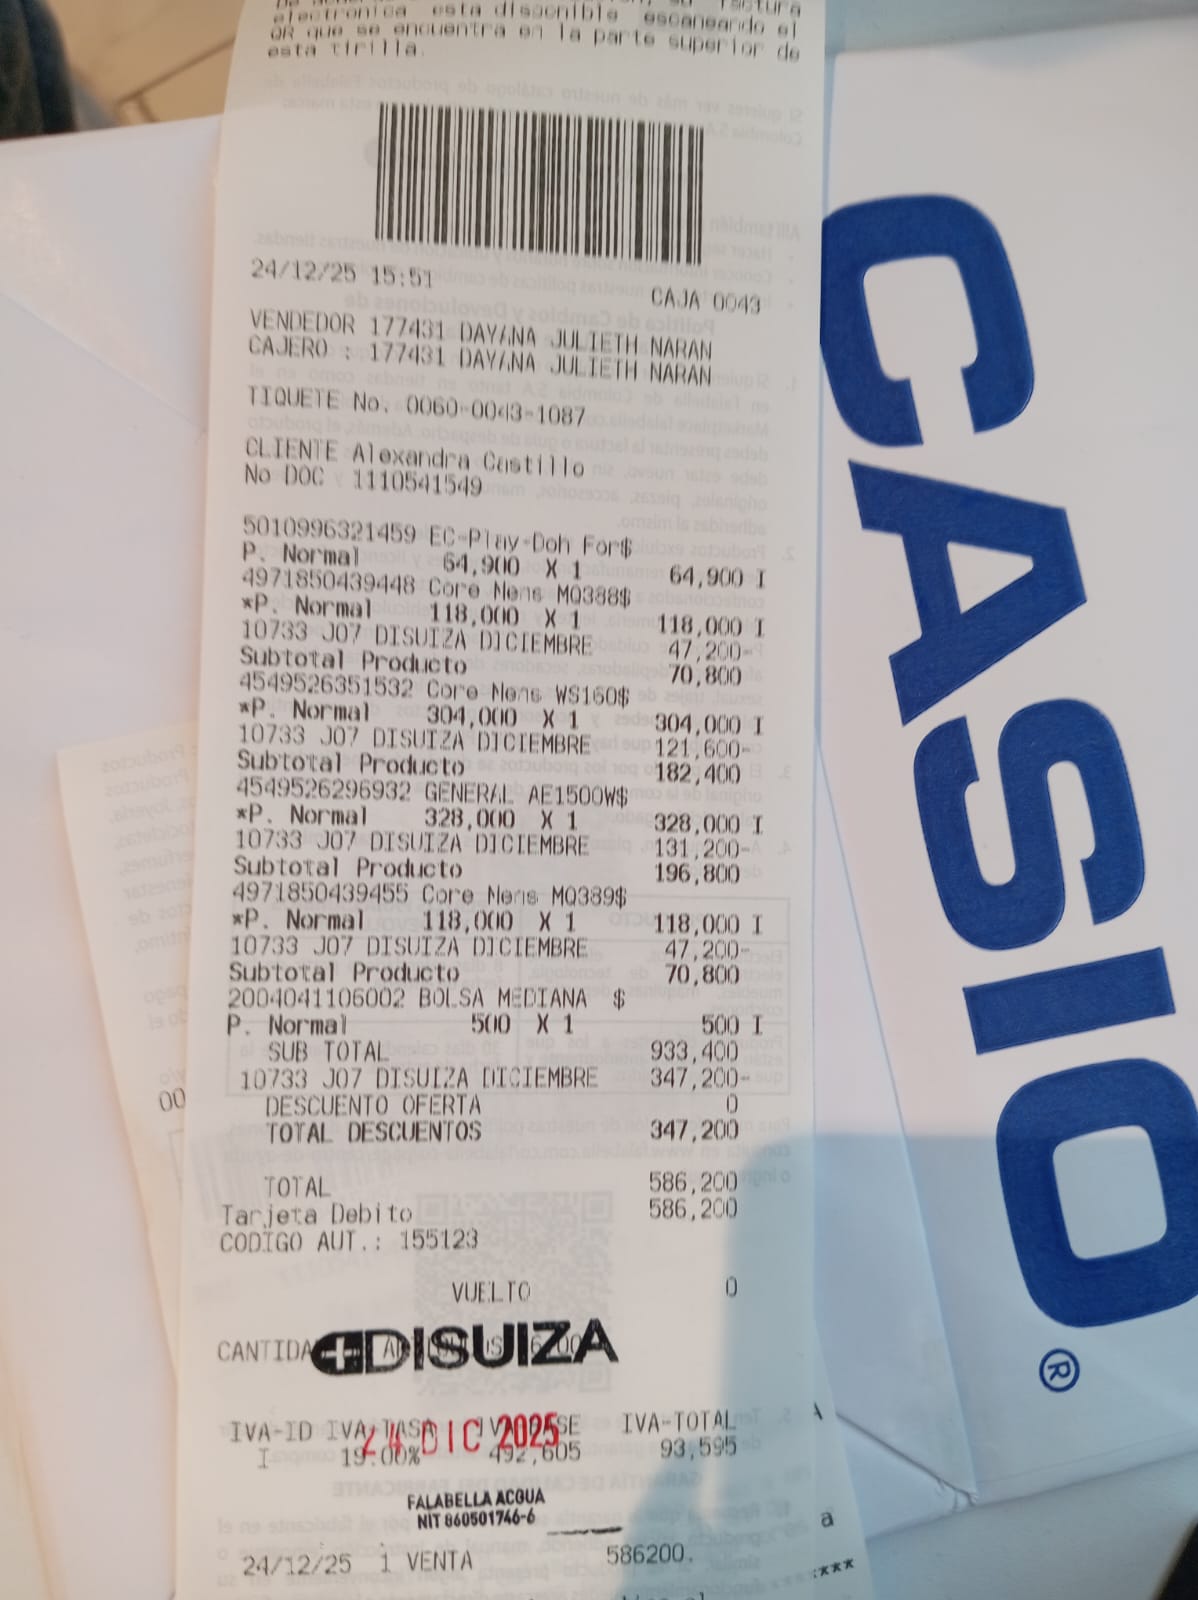 electronica esta disponible escaneando el
QR que se encuentra en la parte superior de
esta tirilla.
24/12/25 15:51
CAJA 0043
VENDEDOR 177431 DAYANA JULIETH NARAN
CAJERO : 177431 DAYANA JULIETH NARAN
TIQUETE No. 0060-0043-1087
CLIENTE Alexandra Castillo
No DOC 1110541549
5010996321459 EC-Play-Doh For$
P. Normal 64,900 X 1 64,900 I
4971850439448 Core Mens MQ388$
*P. Normal 118,000 X 1 118,000 I
10733 J07 DISUIZA DICIEMBRE 47,200-
Subtotal Producto 70,800
4549526351532 Core Mens WS160$
*P. Normal 304,000 X 1 304,000 I
10733 J07 DISUIZA DICIEMBRE 121,600-
Subtotal Producto 182,400
4549526296932 GENERAL AE1500W$
*P. Normal 328,000 X 1 328,000 I
10733 J07 DISUIZA DICIEMBRE 131,200-
Subtotal Producto 196,800
4971850439455 Core Mens MQ389$
*P. Normal 118,000 X 1 118,000 I
10733 J07 DISUIZA DICIEMBRE 47,200-
Subtotal Producto 70,800
2004041106002 BOLSA MEDIANA $
P. Normal 500 X 1 500 I
SUB TOTAL 933,400
10733 J07 DISUIZA DICIEMBRE 347,200-
DESCUENTO OFERTA 0
TOTAL DESCUENTOS 347,200
TOTAL 586,200
Tarjeta Debito 586,200
CODIGO AUT.: 155123
VUELTO 0
CANTIDA
DISUIZA
IVA-ID IVA-TASA IVA-BASE IVA-TOTAL
I 19.00% 492,605 93,595
24 DIC 2025
FALABELLA ACQUA
NIT 860501746-6
24/12/25 1 VENTA 586200.
CASIO®